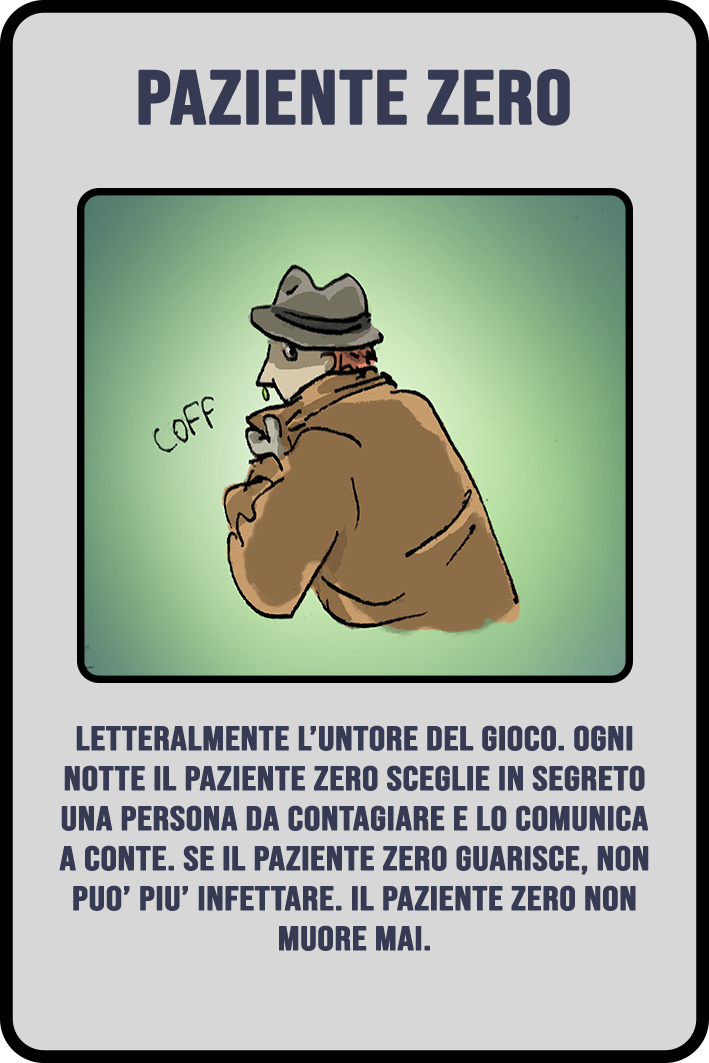 PAZIENTE ZERO
COFF
LETTERALMENTE L’UNTORE DEL GIOCO. OGNI
NOTTE IL PAZIENTE ZERO SCEGLIE IN SEGRETO
UNA PERSONA DA CONTAGIARE E LO COMUNICA
A CONTE. SE IL PAZIENTE ZERO GUARISCE, NON
PUO’ PIU’ INFETTARE. IL PAZIENTE ZERO NON
MUORE MAI.